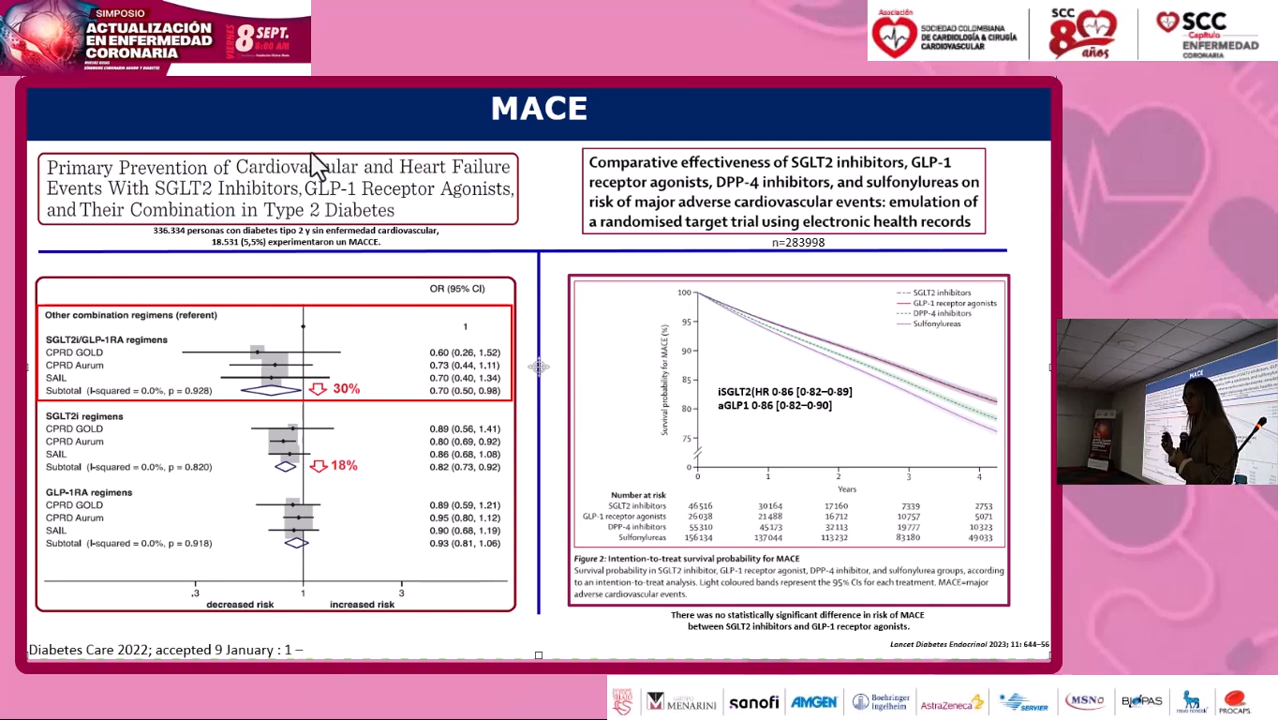 SIMPOSIO
ACTUALIZACIÓN
EN ENFERMEDAD
CORONARIA
VIERNES
8 SEPT.
8:00 AM
Asociación
SOCIEDAD COLOMBIANA
DE CARDIOLOGÍA & CIRUGÍA
CARDIOVASCULAR
SCC
80
años
SCC
Capítulo
ENFERMEDAD
CORONARIA
MACE
Primary Prevention of Cardiovascular and Heart Failure
Events With SGLT2 Inhibitors, GLP-1 Receptor Agonists,
and Their Combination in Type 2 Diabetes
336.334 personas con diabetes tipo 2 y sin enfermedad cardiovascular,
18.531 (5,5%) experimentaron un MACCE.
Comparative effectiveness of SGLT2 inhibitors, GLP-1
receptor agonists, DPP-4 inhibitors, and sulfonylureas on
risk of major adverse cardiovascular events: emulation of
a randomised target trial using electronic health records
n=283998
OR (95% CI)
Other combination regimens (referent)
1
SGLT2i/GLP-1RA regimens
CPRD GOLD 0.60 (0.26, 1.52)
CPRD Aurum 0.73 (0.44, 1.11)
SAIL 0.70 (0.40, 1.34)
Subtotal (I-squared = 0.0%, p = 0.928) 30% 0.70 (0.50, 0.98)
SGLT2i regimens
CPRD GOLD 0.89 (0.56, 1.41)
CPRD Aurum 0.80 (0.69, 0.92)
SAIL 0.86 (0.68, 1.08)
Subtotal (I-squared = 0.0%, p = 0.820) 18% 0.82 (0.73, 0.92)
GLP-1RA regimens
CPRD GOLD 0.89 (0.59, 1.21)
CPRD Aurum 0.95 (0.80, 1.12)
SAIL 0.90 (0.68, 1.19)
Subtotal (I-squared = 0.0%, p = 0.918) 0.93 (0.81, 1.06)
.3 1 3
decreased risk increased risk
Survival probability for MACE (%)
100
95
90
85
80
75
0
SGLT2 inhibitors
GLP-1 receptor agonists
DPP-4 inhibitors
Sulfonylureas
iSGLT2(HR 0·86 [0·82–0·89]
aGLP1 0·86 [0·82–0·90]
0 1 2 3 4
Years
Number at risk
SGLT2 inhibitors 46516 30164 17160 7339 2753
GLP-1 receptor agonists 26038 21488 16712 10757 5071
DPP-4 inhibitors 55310 45173 32113 19777 10323
Sulfonylureas 156134 137044 113232 83180 49033
Figure 2: Intention-to-treat survival probability for MACE
Survival probability in SGLT2 inhibitor, GLP-1 receptor agonist, DPP-4 inhibitor, and sulfonylurea groups, according
to an intention-to-treat analysis. Light coloured bands represent the 95% CIs for each treatment. MACE=major
adverse cardiovascular events.
There was no statistically significant difference in risk of MACE
between SGLT2 inhibitors and GLP-1 receptor agonists.
Diabetes Care 2022; accepted 9 January : 1 –
Lancet Diabetes Endocrinol 2023; 11: 644–56
MACE
MENARINI
sanofi
AMGEN
Boehringer
Ingelheim
AstraZeneca
SERVIER
MSN
BIOPAS
novo nordisk
PROCAPS